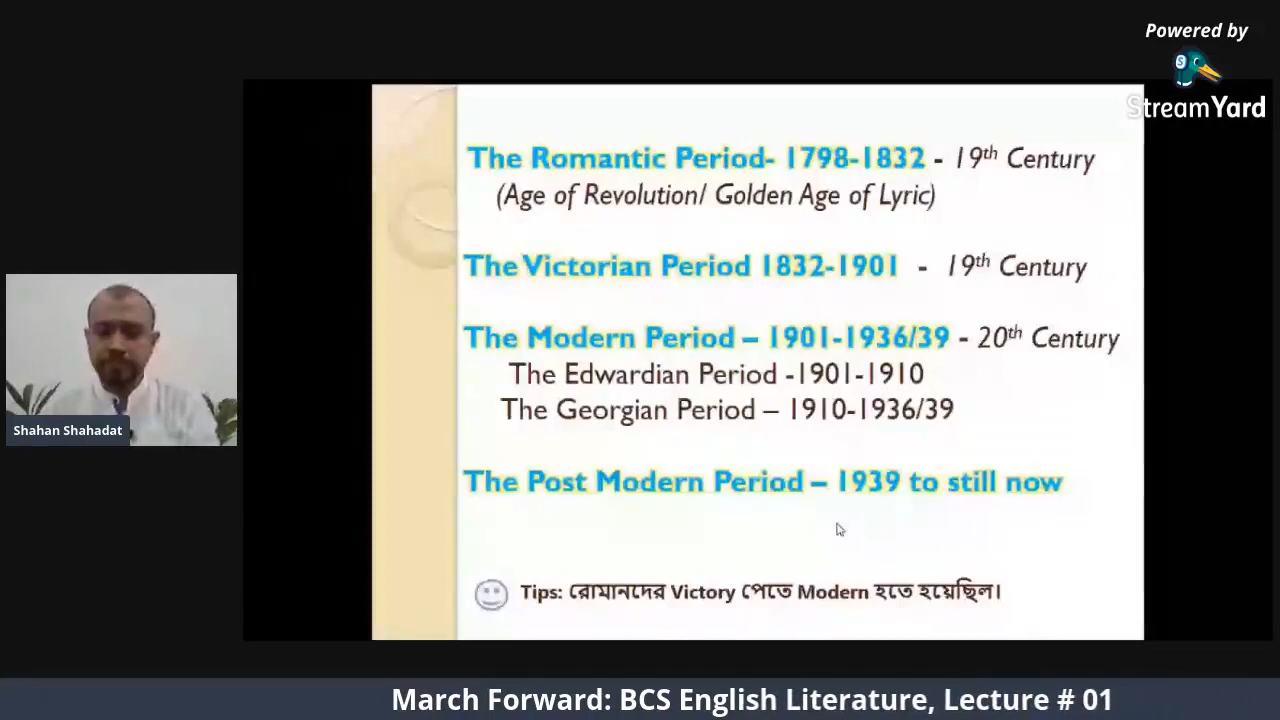 Powered by
StreamYard
The Romantic Period- 1798-1832 - 19th Century
(Age of Revolution/ Golden Age of Lyric)
The Victorian Period 1832-1901 - 19th Century
The Modern Period – 1901-1936/39 - 20th Century
The Edwardian Period -1901-1910
The Georgian Period – 1910-1936/39
The Post Modern Period – 1939 to still now
Tips: রোমানদের Victory পেতে Modern হতে হয়েছিল।
Shahan Shahadat
March Forward: BCS English Literature, Lecture # 01